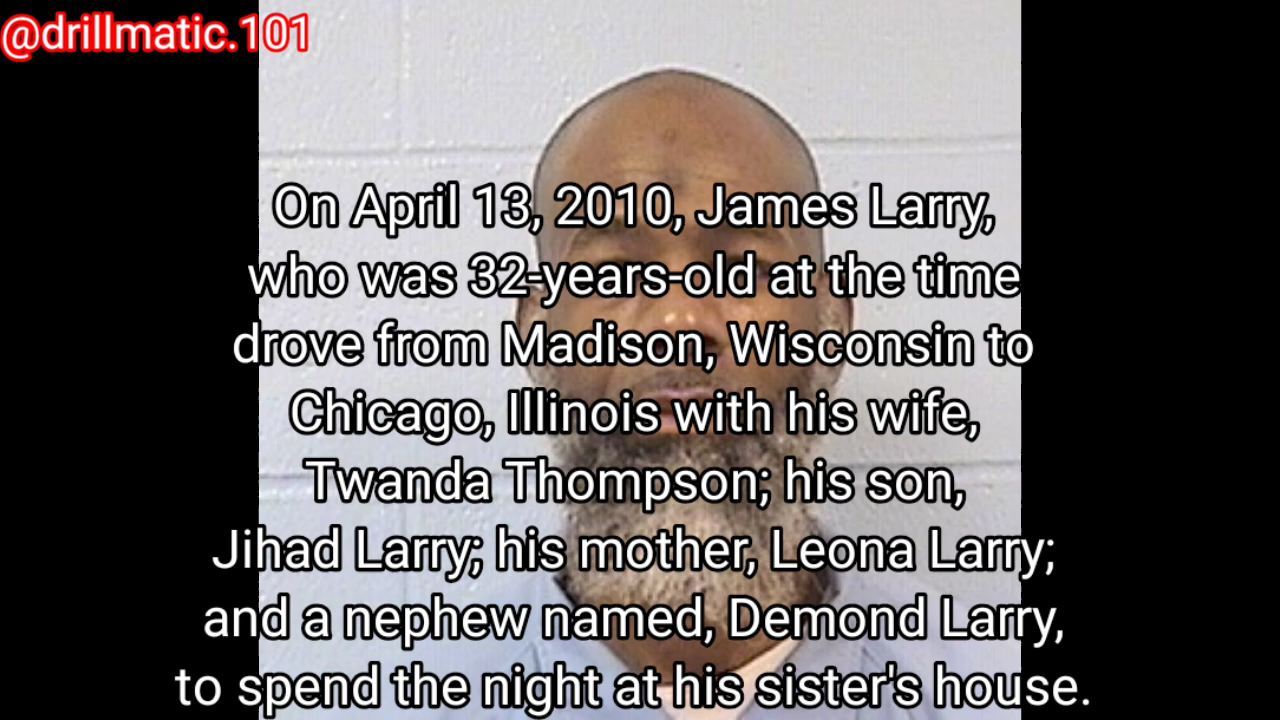 @drillmatic.101
On April 13, 2010, James Larry,
who was 32-years-old at the time
drove from Madison, Wisconsin to
Chicago, Illinois with his wife,
Twanda Thompson; his son,
Jihad Larry; his mother, Leona Larry;
and a nephew named, Demond Larry,
to spend the night at his sister's house.